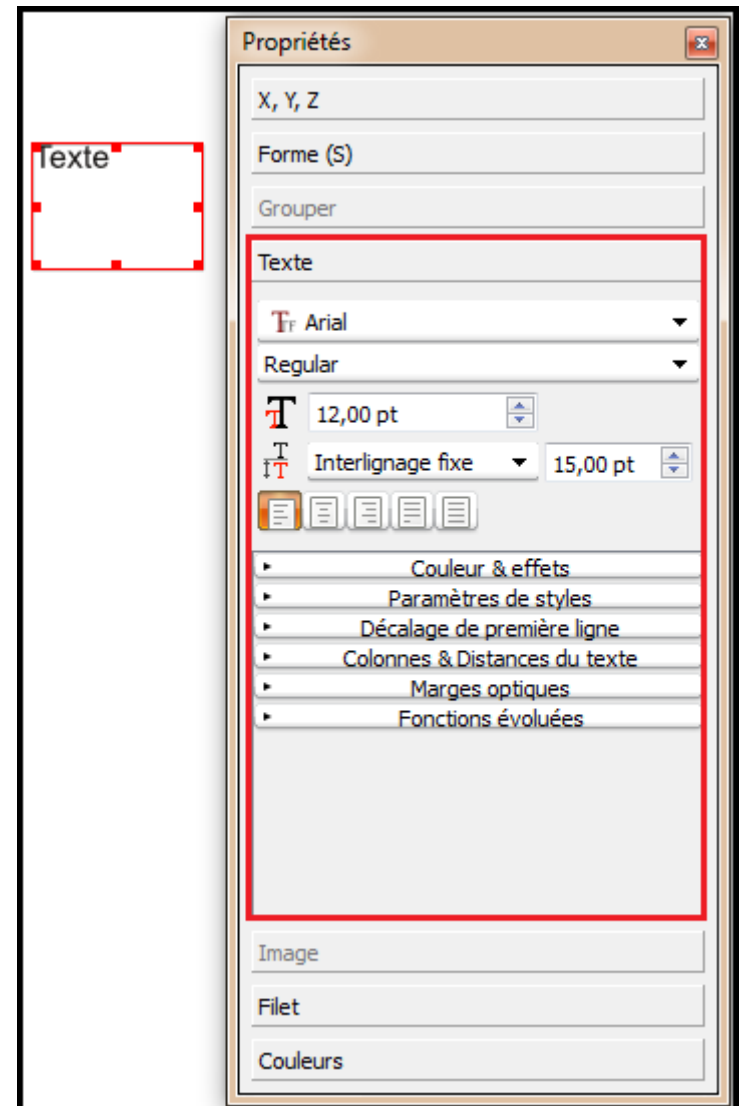 Propriétés
X, Y, Z
Texte
Forme (S)
Grouper
Texte
Arial
Regular
12,00 pt
Interlignage fixe 15,00 pt
Couleur & effets
Paramètres de styles
Décalage de première ligne
Colonnes & Distances du texte
Marges optiques
Fonctions évoluées
Image
Filet
Couleurs